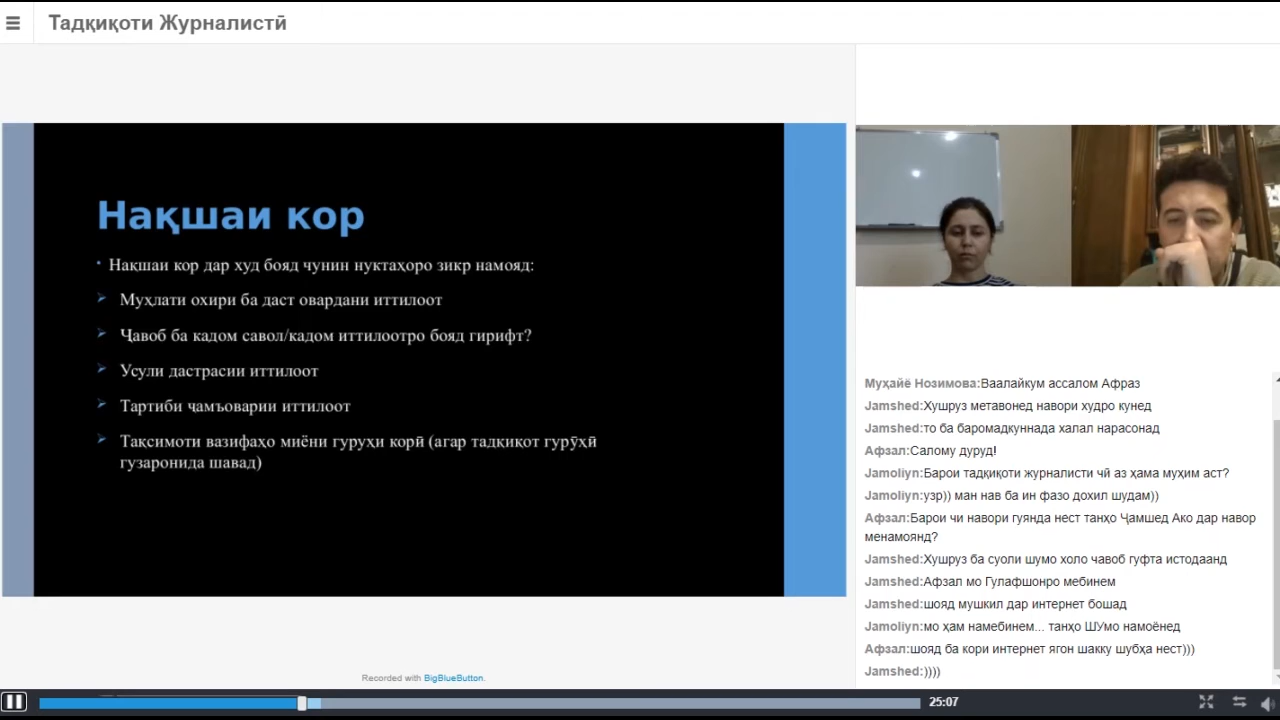 Тадқиқоти Журналистӣ
Нақшаи кор
Нақшаи кор дар худ бояд чунин нуктаҳоро зикр намояд:
Муҳлати охири ба даст овардани иттилоот
Ҷавоб ба кадом савол/кадом иттилоотро бояд гирифт?
Усули дастрасии иттилоот
Тартиби ҷамъоварии иттилоот
Тақсимоти вазифаҳо миёни гуруҳи корӣ (агар тадқиқот гурӯҳӣ
гузаронида шавад)
Муҳайё Нозимова:Ваалайкум ассалом Афраз
Jamshed:Хушруз метавонед навори худро кунед
Jamshed:то ба баромадкуннада халал нарасонад
Афзал:Салому дуруд!
Jamoliyn:Барои тадқиқоти журналисти чӣ аз ҳама муҳим аст?
Jamoliyn:узр)) ман нав ба ин фазо дохил шудам))
Афзал:Барои чи навори гуянда нест танҳо Ҷамшед Ако дар навор
менамоянд?
Jamshed:Хушруз ба суоли шумо холо чавоб гуфта истодаанд
Jamshed:Афзал мо Гулафшонро мебинем
Jamshed:шояд мушкил дар интернет бошад
Jamoliyn:мо ҳам намебинем... танҳо ШУмо намоёнед
Афзал:шояд ба кори интернет ягон шакку шубҳа нест)))
Jamshed:))))
Recorded with BigBlueButton.
25:07